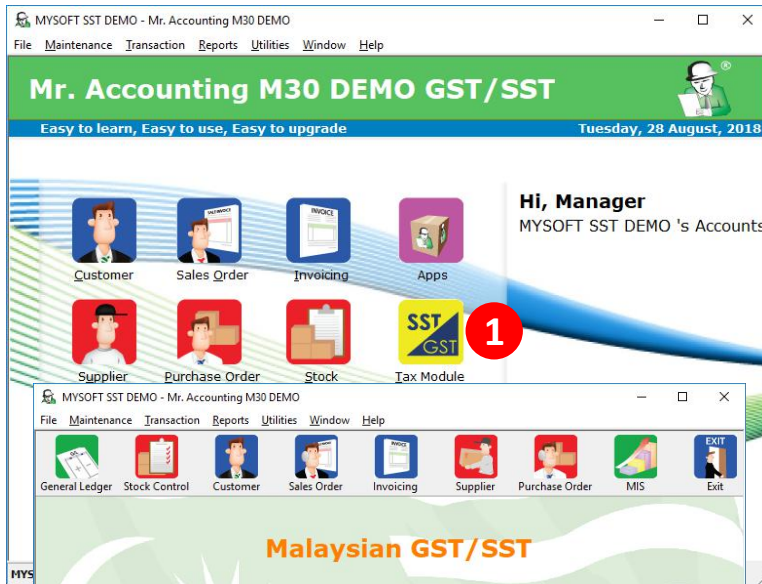 MYSOFT SST DEMO - Mr. Accounting M30 DEMO
File Maintenance Transaction Reports Utilities Window Help
Mr. Accounting M30 DEMO GST/SST
®
Easy to learn, Easy to use, Easy to upgrade Tuesday, 28 August, 2018
Hi, Manager
MYSOFT SST DEMO 's Accounts
SALES INVOICE
INVOICE
Customer Sales Order Invoicing Apps
SST
GST
1
Supplier Purchase Order Stock Tax Module
MYSOFT SST DEMO - Mr. Accounting M30 DEMO
File Maintenance Transaction Reports Utilities Window Help
INVOICE
EXIT
General Ledger Stock Control Customer Sales Order Invoicing Supplier Purchase Order MIS Exit
Malaysian GST/SST
MYS